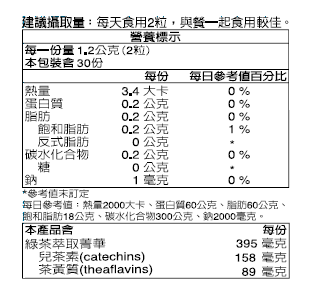 建議攝取量：每天食用2粒，與餐一起食用較佳。
營養標示
每一份量1.2公克(2粒)
本包裝含30份
每份 每日參考值百分比
熱量 3.4大卡 0%
蛋白質 0.2公克 0%
脂肪 0.2公克 0%
飽和脂肪 0.2公克 1%
反式脂肪 0公克 *
碳水化合物 0.2公克 0%
糖 0公克 *
鈉 1毫克 0%
*參考值未訂定
每日參考值：熱量2000大卡、蛋白質60公克、脂肪60公克、
飽和脂肪18公克、碳水化合物300公克、鈉2000毫克。
本產品含 每份
綠茶萃取菁華 395毫克
兒茶素(catechins) 158毫克
茶黃質(theaflavins) 89毫克